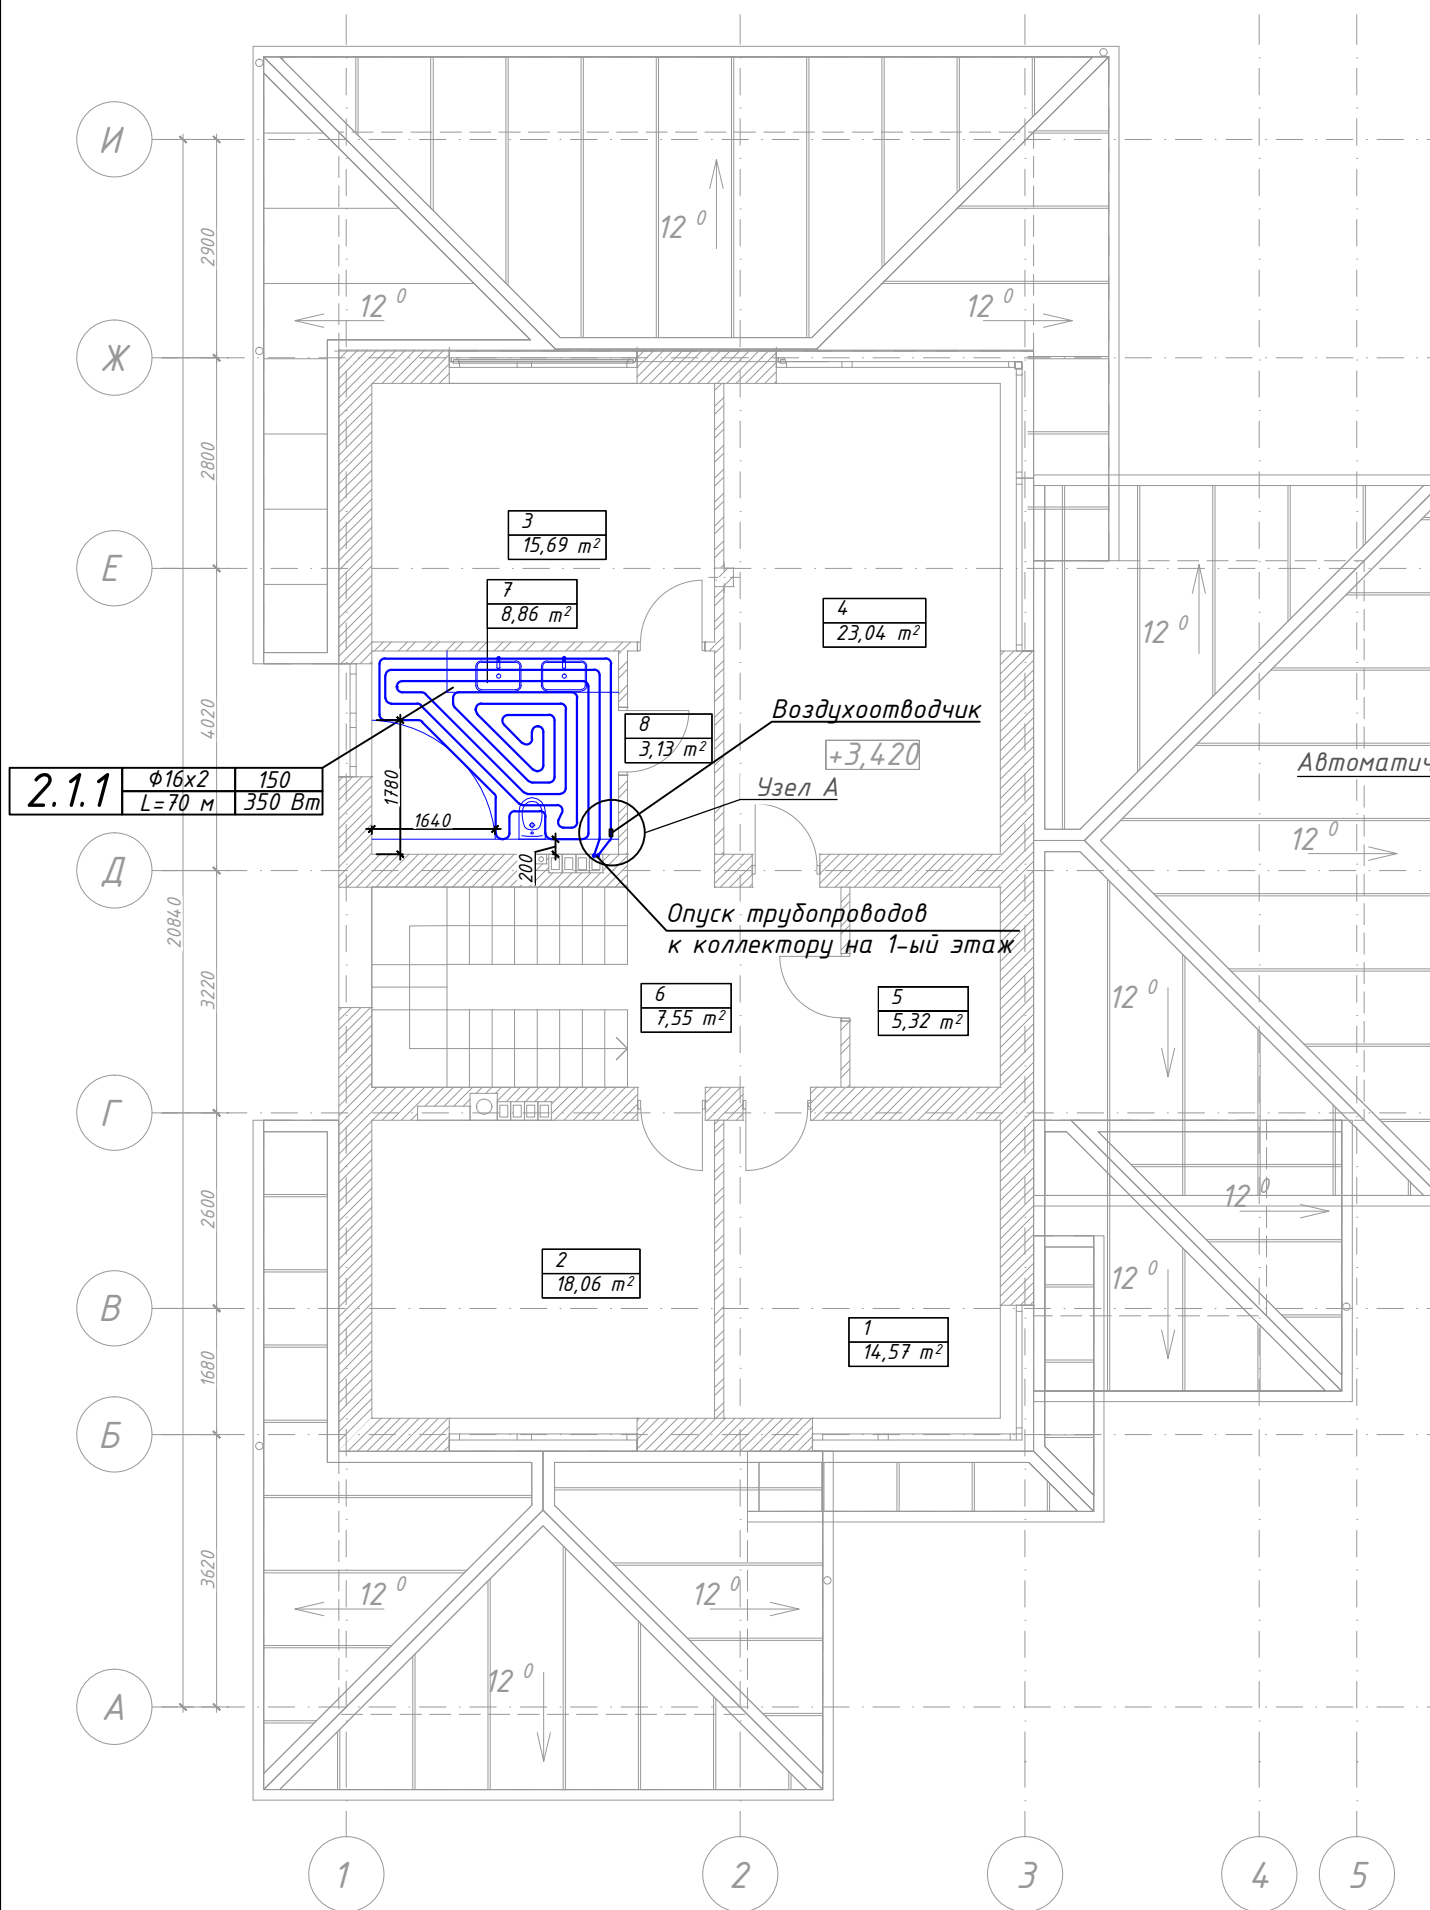 И
2900
12 0
12 0
12 0
Ж
2800
3
15,69 m²
Е
7
8,86 m²
4
23,04 m²
12 0
4020
Воздухоотводчик
8
3,13 m²
+3,420
Автоматич
2.1.1
Ф16х2
150
L=70 м
350 Вт
1780
Узел А
1640
12 0
200
Д
20840
Опуск трубопроводов
к коллектору на 1-ый этаж
3220
6
7,55 m²
5
5,32 m²
12 0
Г
2600
12 0
2
18,06 m²
12 0
В
1
14,57 m²
1680
Б
3620
12 0
12 0
12 0
А
1
2
3
4
5